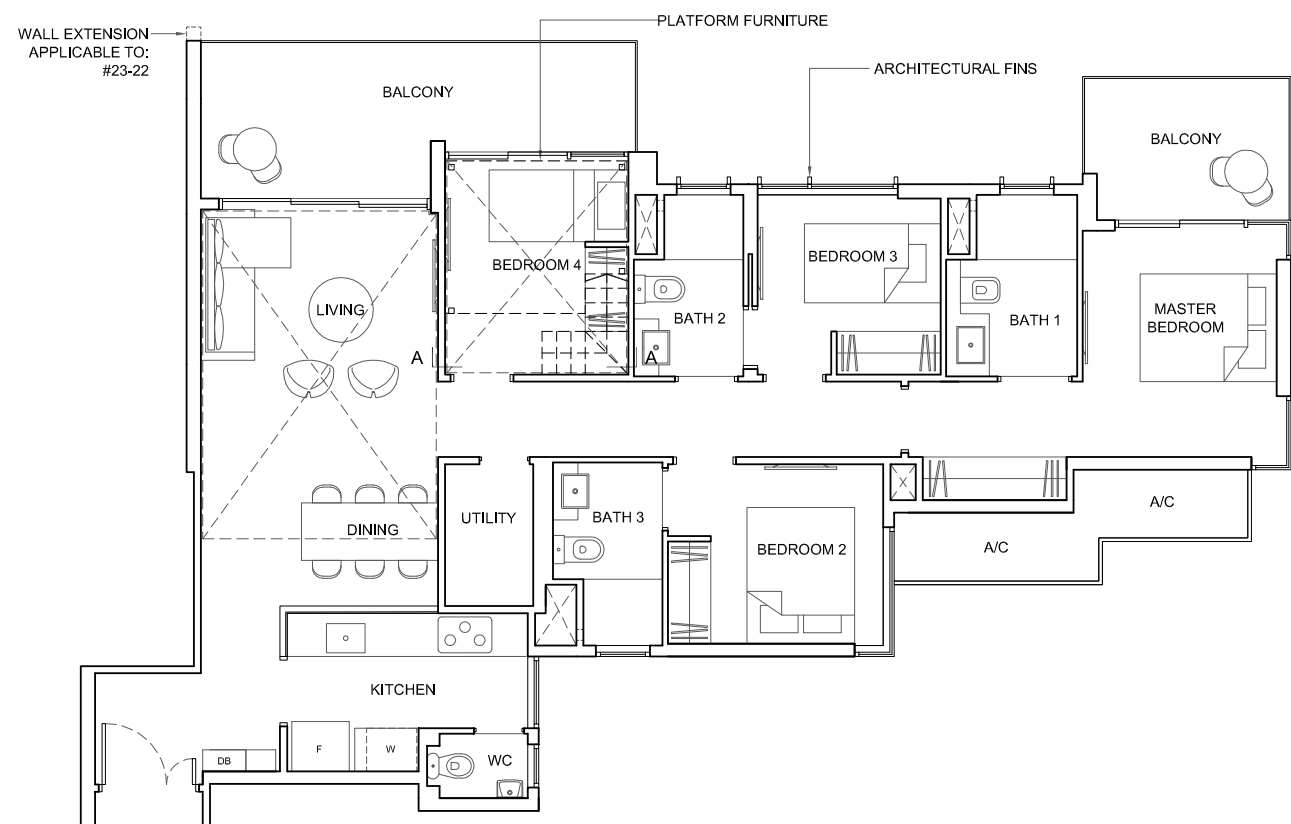 PLATFORM FURNITURE
WALL EXTENSION
APPLICABLE TO:
#23-22
ARCHITECTURAL FINS
BALCONY
BALCONY
BEDROOM 4
BEDROOM 3
LIVING
BATH 2
BATH 1
MASTER
BEDROOM
A
A
UTILITY
BATH 3
DINING
BEDROOM 2
X
A/C
A/C
KITCHEN
F
W
DB
WC